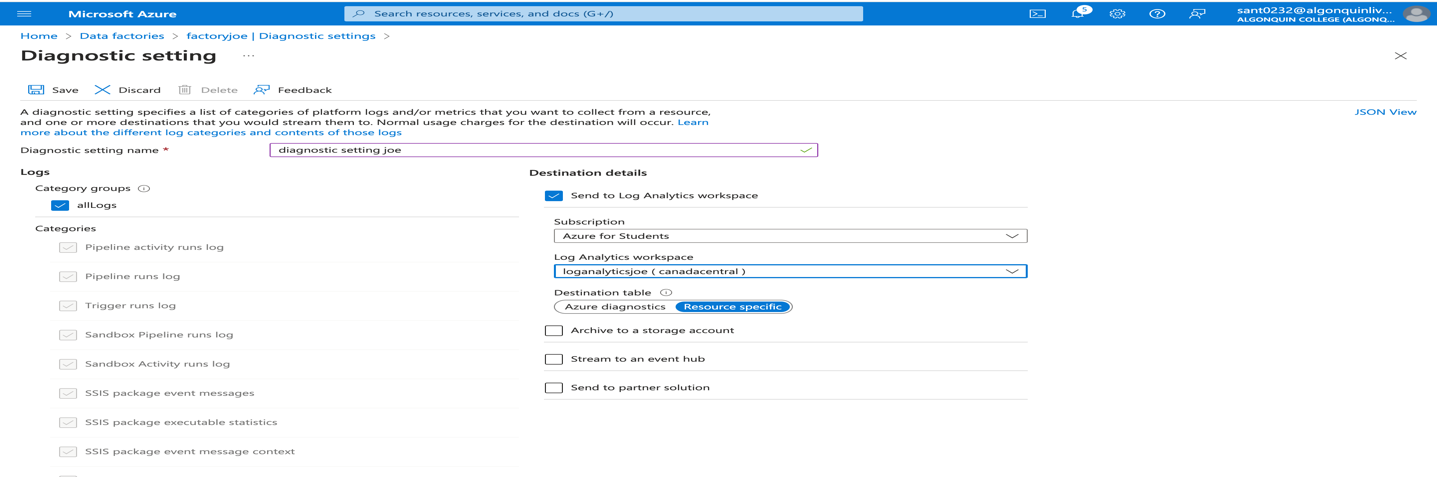 Microsoft Azure
Search resources, services, and docs (G+/)
5
sant0232@algonquinliv...
ALGONQUIN COLLEGE (ALGONQ...
Home > Data factories > factoryjoe | Diagnostic settings >
Diagnostic setting ...
Save Discard Delete Feedback
A diagnostic setting specifies a list of categories of platform logs and/or metrics that you want to collect from a resource,
and one or more destinations that you would stream them to. Normal usage charges for the destination will occur. Learn
more about the different log categories and contents of those logs
JSON View
Diagnostic setting name * diagnostic setting joe
Logs
Category groups
allLogs
Categories
Pipeline activity runs log
Pipeline runs log
Trigger runs log
Sandbox Pipeline runs log
Sandbox Activity runs log
SSIS package event messages
SSIS package executable statistics
SSIS package event message context
Destination details
Send to Log Analytics workspace
Subscription
Azure for Students
Log Analytics workspace
loganalyticsjoe ( canadacentral )
Destination table
Azure diagnostics Resource specific
Archive to a storage account
Stream to an event hub
Send to partner solution